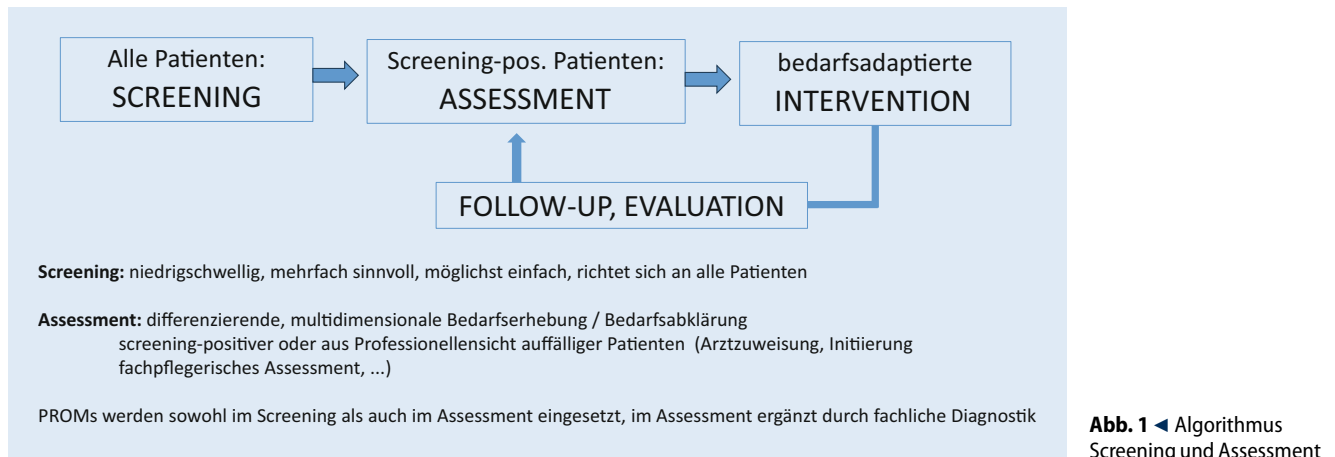 Alle Patienten:
SCREENING
Screening-pos. Patienten:
ASSESSMENT
bedarfsadaptierte
INTERVENTION
FOLLOW-UP, EVALUATION
Screening: niedrigschwellig, mehrfach sinnvoll, möglichst einfach, richtet sich an alle Patienten
Assessment: differenzierende, multidimensionale Bedarfserhebung / Bedarfsabklärung
screening-positiver oder aus Professionellensicht auffälliger Patienten (Arztzuweisung, Initiierung
fachpflegerisches Assessment, ...)
PROMs werden sowohl im Screening als auch im Assessment eingesetzt, im Assessment ergänzt durch fachliche Diagnostik
Abb. 1 ◄ Algorithmus
Screening und Assessment